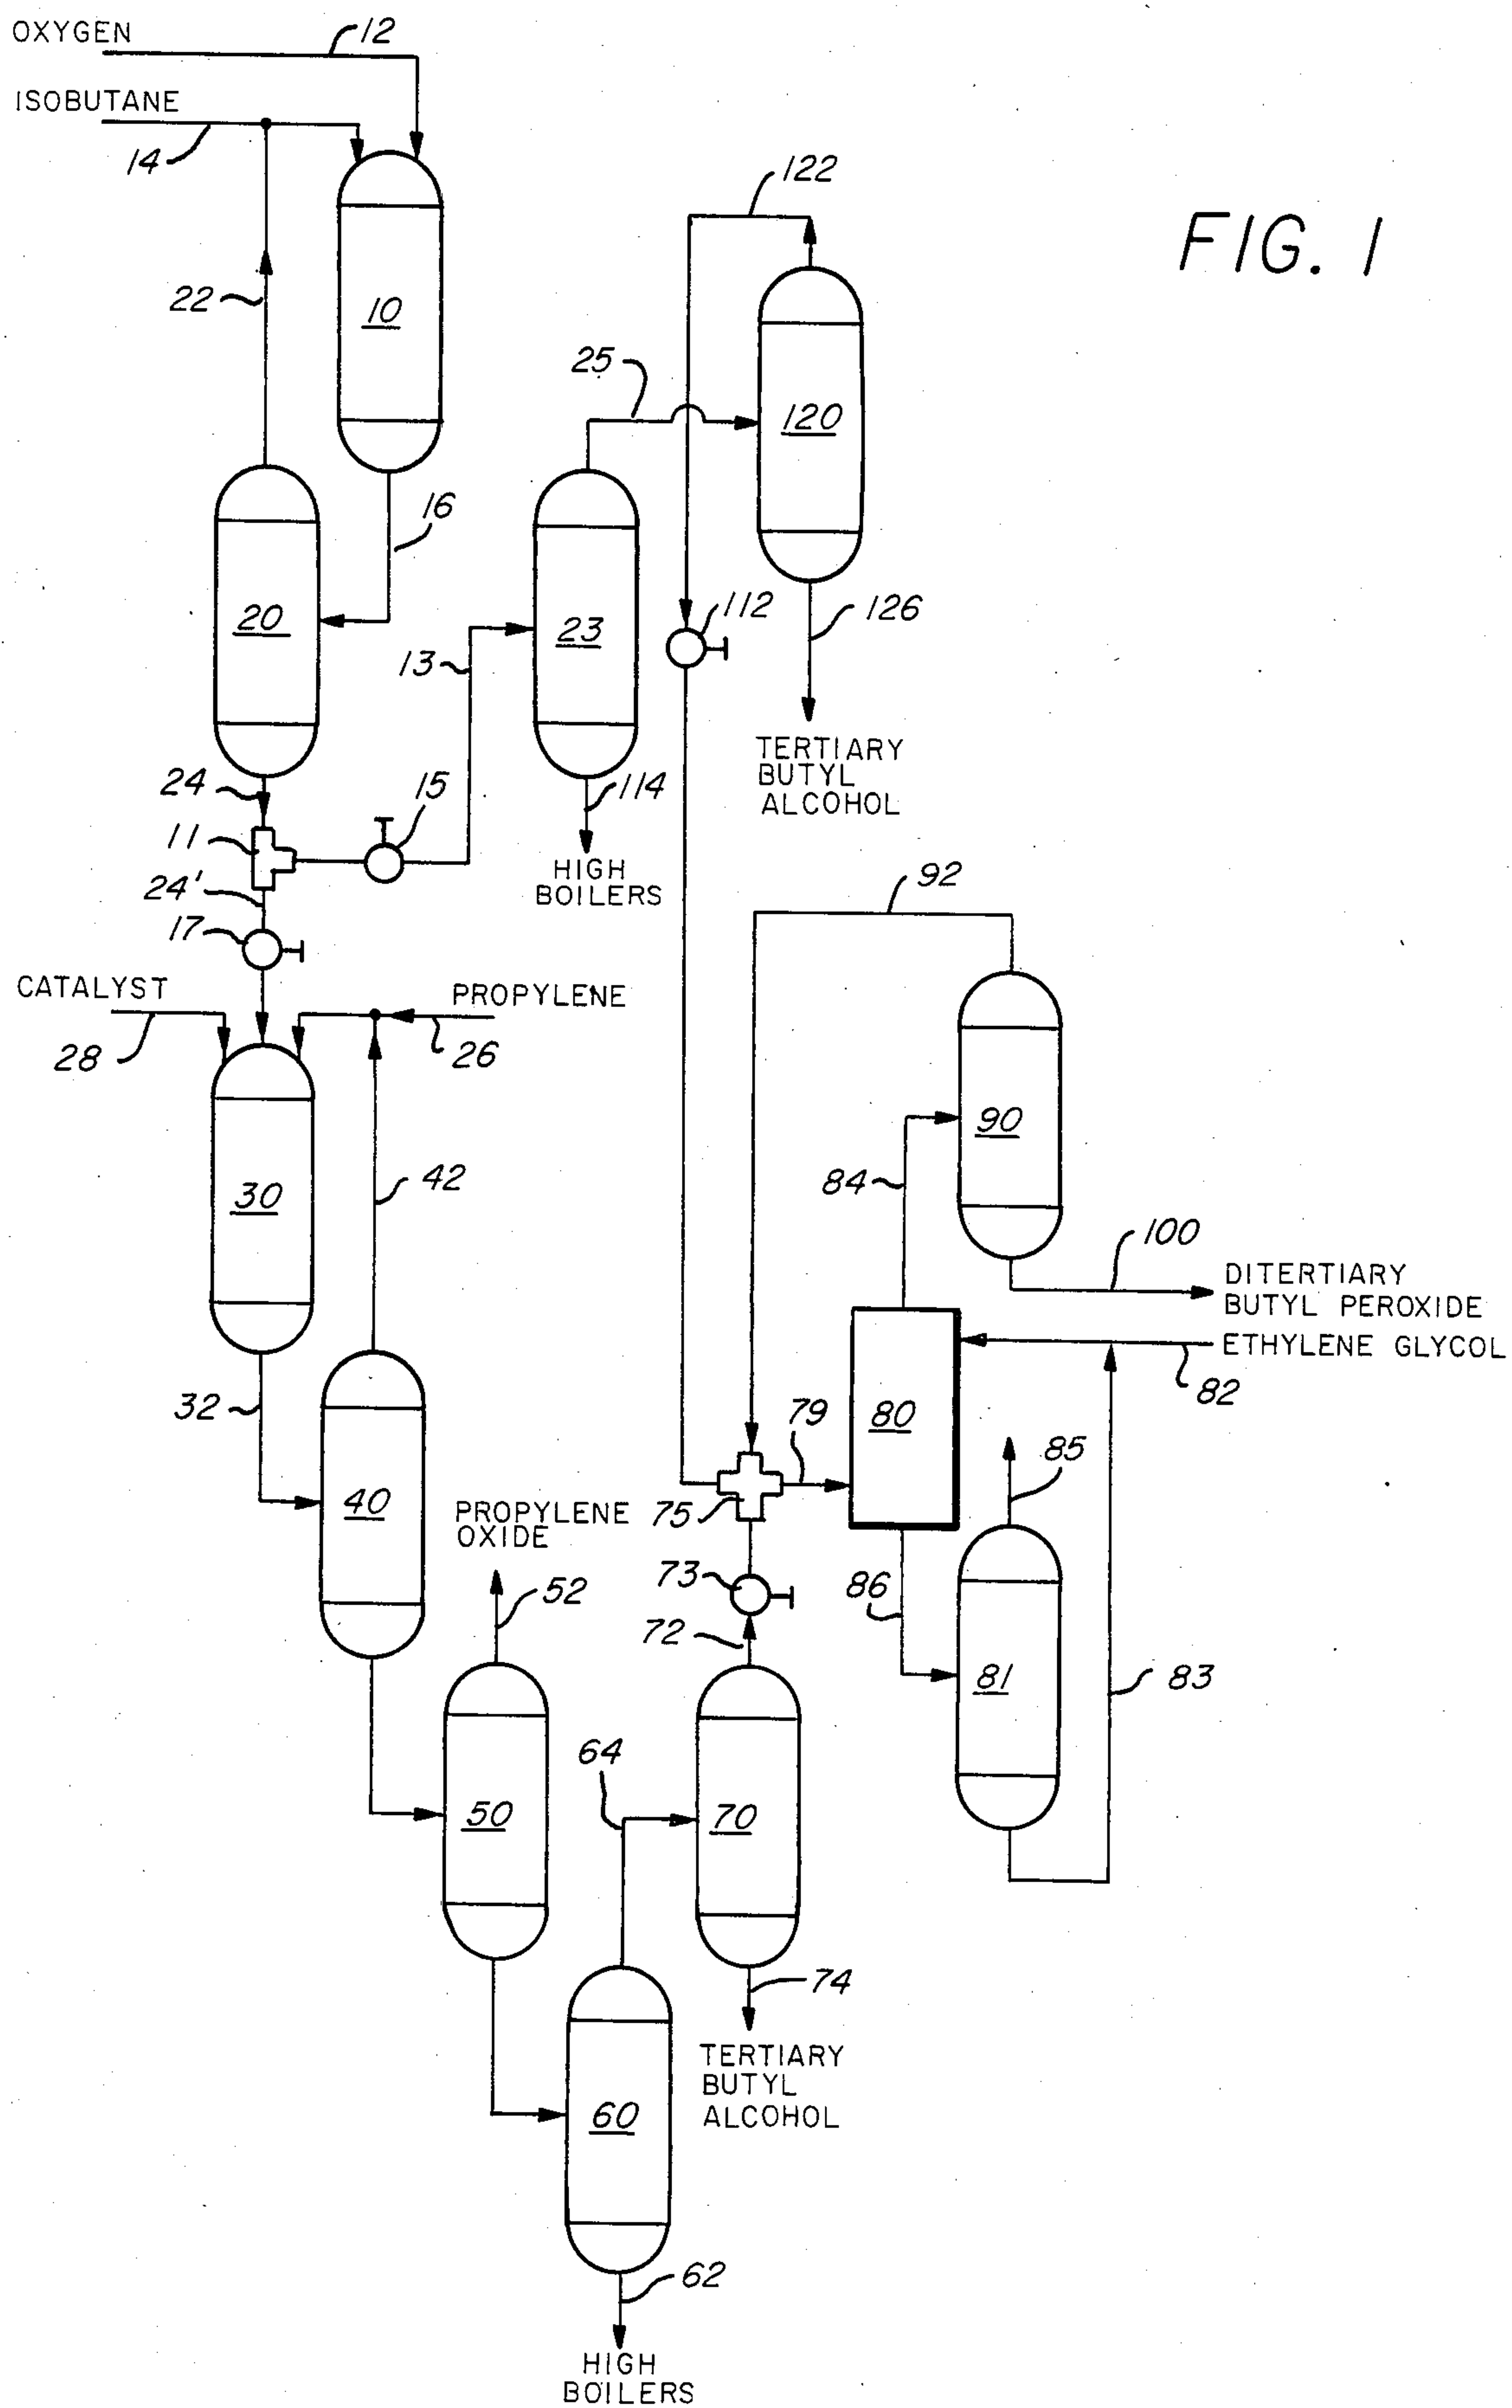 OXYGEN
12
ISOBUTANE
14
FIG. 1
122
22
10
25
120
16
20
23
112
126
13
TERTIARY
BUTYL
ALCOHOL
24
15
114
11
HIGH
BOILERS
24'
92
17
CATALYST
PROPYLENE
28
26
90
30
42
84
100
DITERTIARY
BUTYL PEROXIDE
ETHYLENE GLYCOL
82
32
79
80
85
40
PROPYLENE
OXIDE
75
73
86
52
72
81
83
64
50
70
74
TERTIARY
BUTYL
ALCOHOL
60
62
HIGH
BOILERS